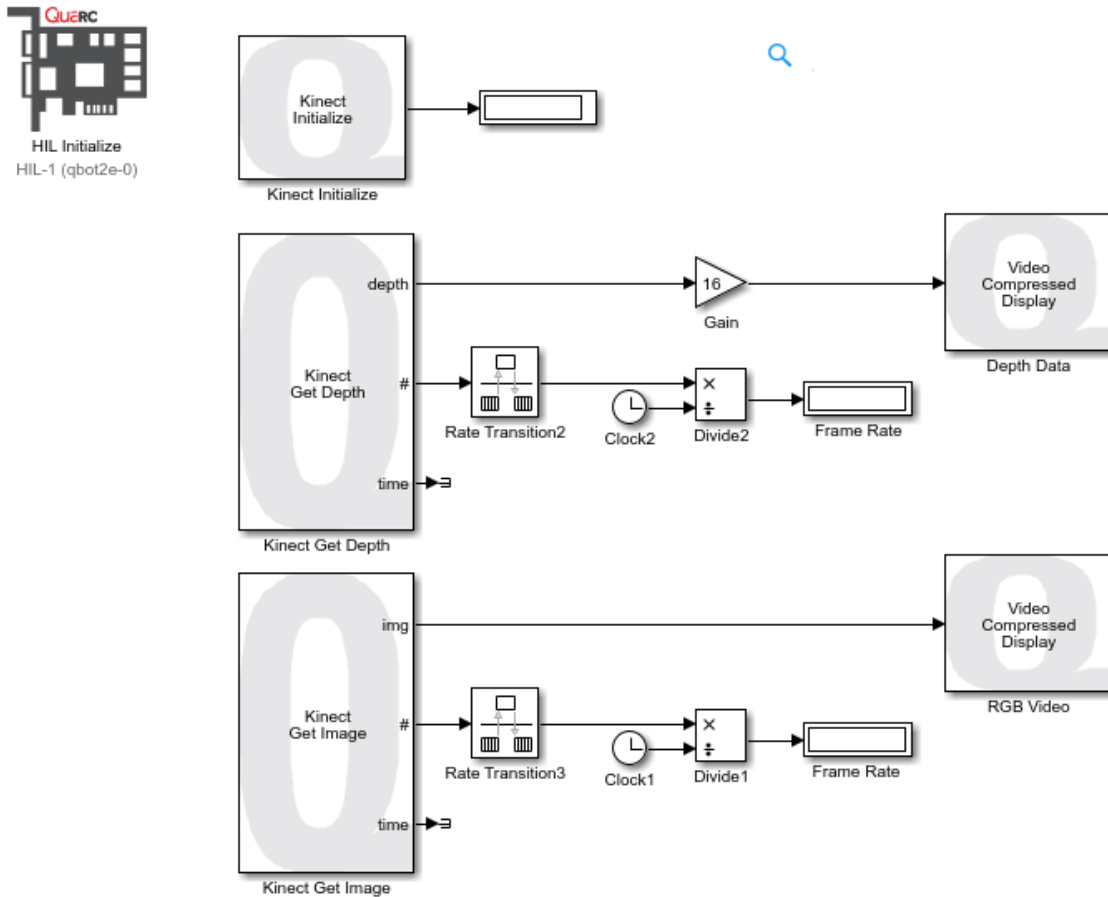 QUARC
HIL Initialize
HIL-1 (qbot2e-0)
Kinect
Initialize
Kinect Initialize
depth
Kinect
Get Depth
#
time
Kinect Get Depth
16
Gain
Video
Compressed
Display
Depth Data
Rate Transition2
Clock2
×
÷
Divide2
Frame Rate
img
Kinect
Get Image
#
time
Kinect Get Image
Video
Compressed
Display
RGB Video
Rate Transition3
Clock1
×
÷
Divide1
Frame Rate